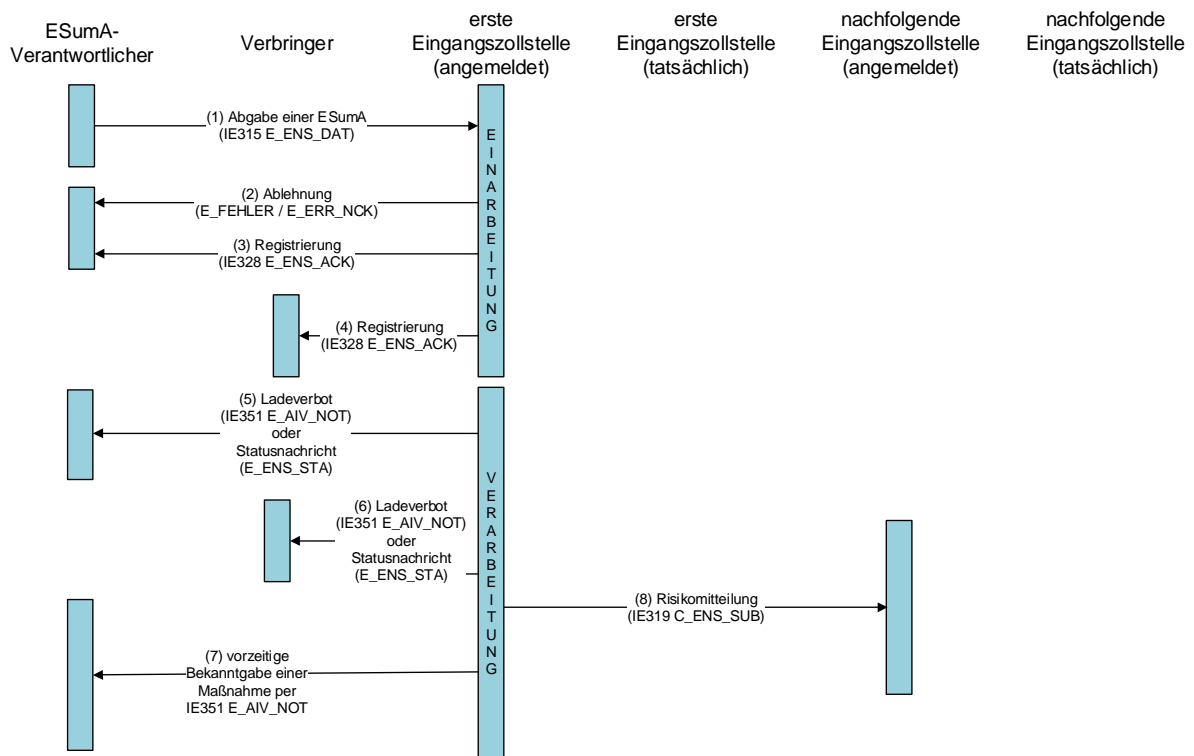 ESumA-
Verantwortlicher
Verbringer
erste
Eingangszollstelle
(angemeldet)
erste
Eingangszollstelle
(tatsächlich)
nachfolgende
Eingangszollstelle
(angemeldet)
nachfolgende
Eingangszollstelle
(tatsächlich)
(1) Abgabe einer ESumA
(IE315 E_ENS_DAT)
(2) Ablehnung
(E_FEHLER / E_ERR_NCK)
(3) Registrierung
(IE328 E_ENS_ACK)
(4) Registrierung
(IE328 E_ENS_ACK)
EINARBEITUNG
(5) Ladeverbot
(IE351 E_AIV_NOT)
oder
Statusnachricht
(E_ENS_STA)
(6) Ladeverbot
(IE351 E_AIV_NOT)
oder
Statusnachricht
(E_ENS_STA)
VERARBEITUNG
(8) Risikomitteilung
(IE319 C_ENS_SUB)
(7) vorzeitige
Bekanntgabe einer
Maßnahme per
IE351 E_AIV_NOT